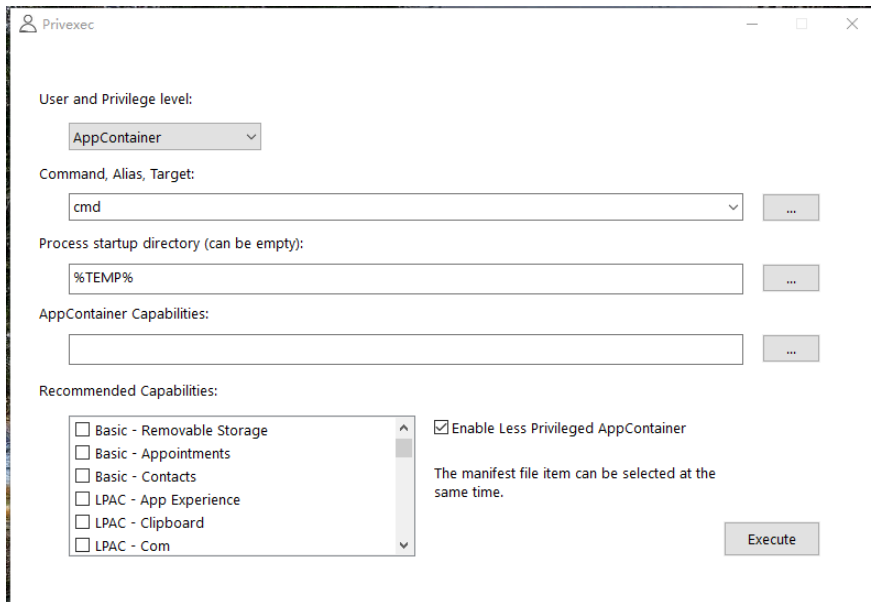 Privexec
User and Privilege level:
AppContainer
Command, Alias, Target:
cmd
...
Process startup directory (can be empty):
%TEMP%
...
AppContainer Capabilities:
...
Recommended Capabilities:
Basic - Removable Storage
Basic - Appointments
Basic - Contacts
LPAC - App Experience
LPAC - Clipboard
LPAC - Com
Enable Less Privileged AppContainer
The manifest file item can be selected at the
same time.
Execute